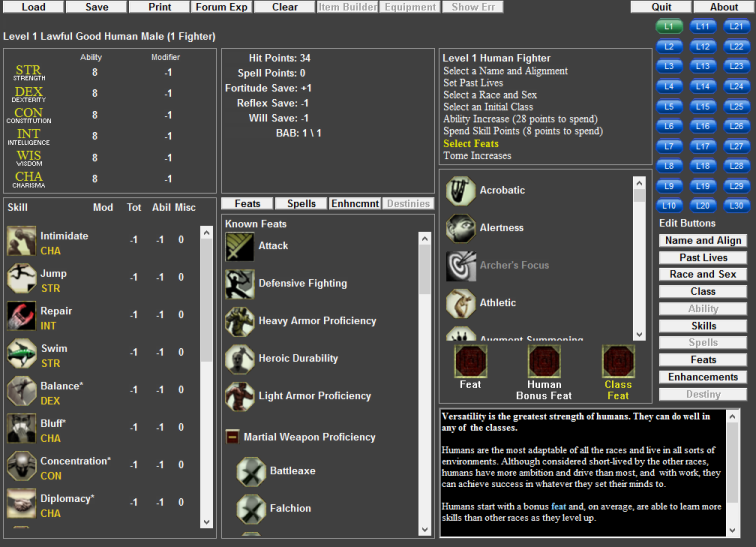 Load Save Print Forum Exp Clear Item Builder Equipment Show Err Quit About
Level 1 Lawful Good Human Male (1 Fighter)
Ability Modifier
STR 8 -1
STRENGTH
DEX 8 -1
DEXTERITY
CON 8 -1
CONSTITUTION
INT 8 -1
INTELLIGENCE
WIS 8 -1
WISDOM
CHA 8 -1
CHARISMA
Hit Points: 34
Spell Points: 0
Fortitude Save: +1
Reflex Save: -1
Will Save: -1
BAB: 1 \ 1
Level 1 Human Fighter
Select a Name and Alignment
Set Past Lives
Select a Race and Sex
Select an Initial Class
Ability Increase (28 points to spend)
Spend Skill Points (8 points to spend)
Select Feats
Tome Increases
L1 L11 L21
L2 L12 L22
L3 L13 L23
L4 L14 L24
L5 L15 L25
L6 L16 L26
L7 L17 L27
L8 L18 L28
L9 L19 L29
L10 L20 L30
Skill Mod Tot Abil Misc
Intimidate -1 -1 0
CHA
Jump -1 -1 0
STR
Repair -1 -1 0
INT
Swim -1 -1 0
STR
Balance* -1 -1 0
DEX
Bluff* -1 -1 0
CHA
Concentration* -1 -1 0
CON
Diplomacy* -1 -1 0
CHA
Feats Spells Enhncmt Destinies
Known Feats
Attack
Defensive Fighting
Heavy Armor Proficiency
Heroic Durability
Light Armor Proficiency
Martial Weapon Proficiency
Battleaxe
Falchion
Acrobatic
Alertness
Archer's Focus
Athletic
Augment Summoning
Feat
Human Bonus Feat
Class Feat
Edit Buttons
Name and Align
Past Lives
Race and Sex
Class
Ability
Skills
Spells
Feats
Enhancements
Destiny
Versatility is the greatest strength of humans. They can do well in
any of the classes.
Humans are the most adaptable of all the races and live in all sorts of
environments. Although considered short-lived by the other races,
humans have more ambition and drive than most, and with work, they
can achieve success in whatever they set their minds to.
Humans start with a bonus feat and, on average, are able to learn more
skills than other races as they level up.